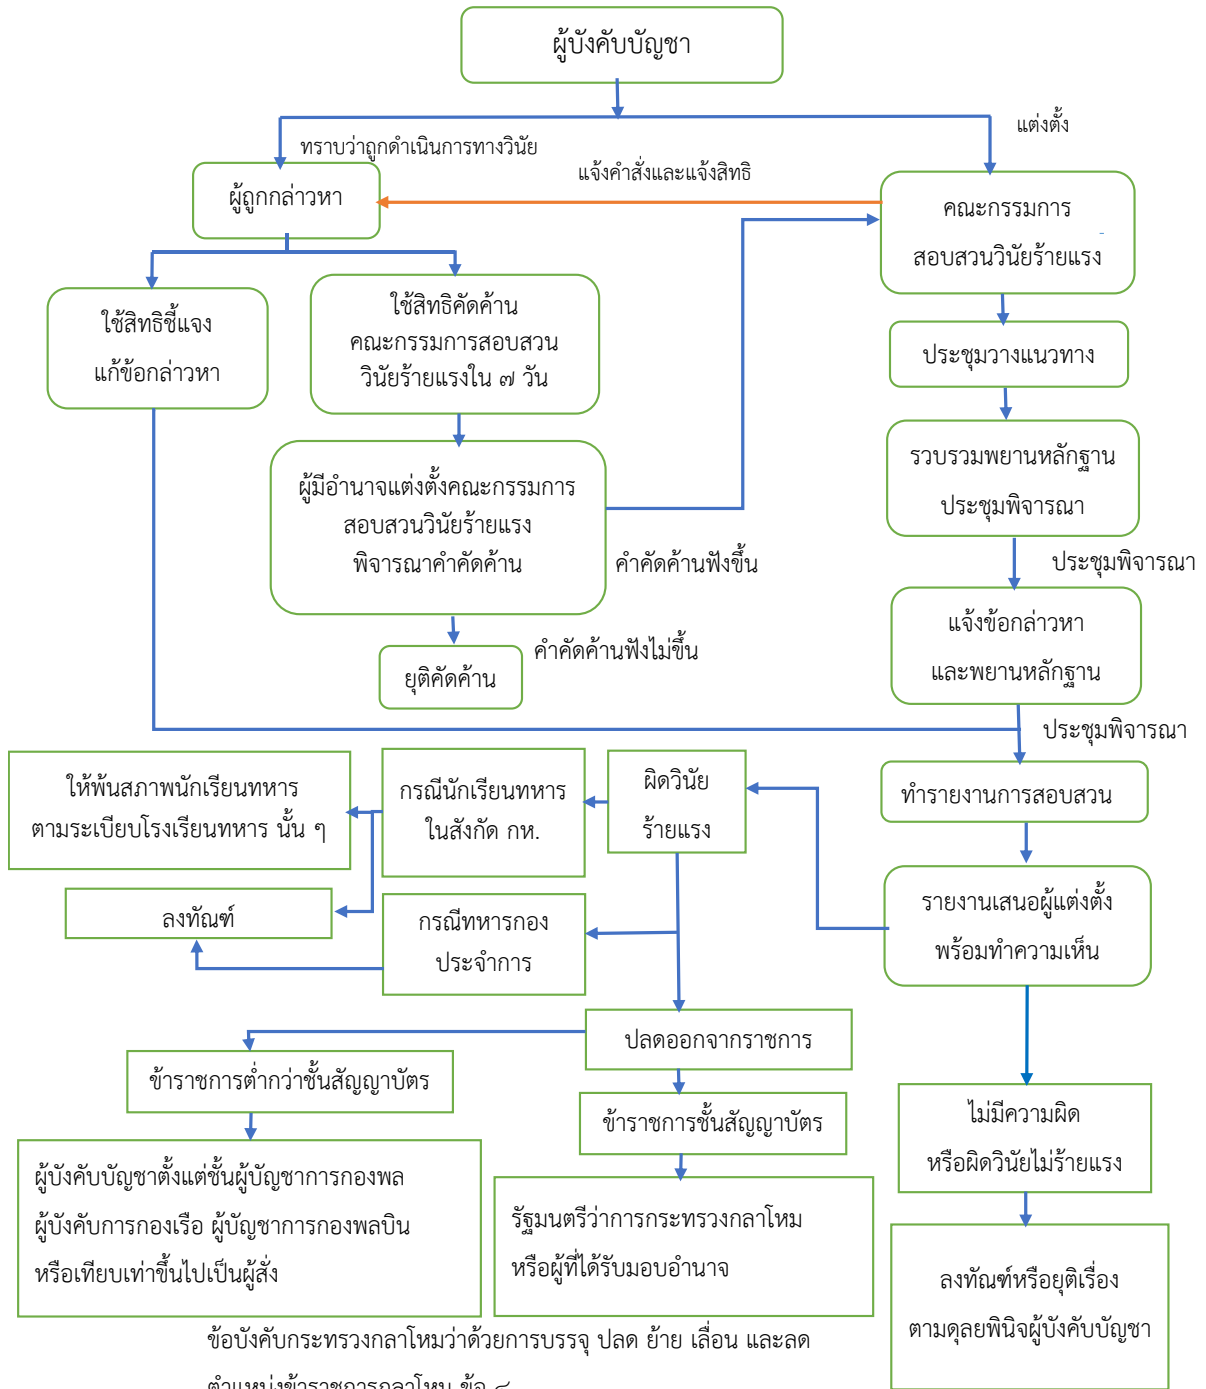 ผู้บังคับบัญชา
แต่งตั้ง
ทราบว่าถูกดำเนินการทางวินัย
แจ้งคำสั่งและแจ้งสิทธิ
ผู้ถูกกล่าวหา
คณะกรรมการ
สอบสวนวินัยร้ายแรง
ใช้สิทธิชี้แจง
แก้ข้อกล่าวหา
ใช้สิทธิคัดค้าน
คณะกรรมการสอบสวน
วินัยร้ายแรงใน ๗ วัน
ประชุมวางแนวทาง
รวบรวมพยานหลักฐาน
ประชุมพิจารณา
ผู้มีอำนาจแต่งตั้งคณะกรรมการ
สอบสวนวินัยร้ายแรง
พิจารณาคำคัดค้าน
คำคัดค้านฟังขึ้น
ประชุมพิจารณา
แจ้งข้อกล่าวหา
และพยานหลักฐาน
คำคัดค้านฟังไม่ขึ้น
ยุติคัดค้าน
ประชุมพิจารณา
ให้พ้นสภาพนักเรียนทหาร
ตามระเบียบโรงเรียนทหาร นั้น ๆ
กรณีนักเรียนทหาร
ในสังกัด กห.
ผิดวินัย
ร้ายแรง
ทำรายงานการสอบสวน
ลงทัณฑ์
กรณีทหารกอง
ประจำการ
รายงานเสนอผู้แต่งตั้ง
พร้อมทำความเห็น
ปลดออกจากราชการ
ข้าราชการต่ำกว่าชั้นสัญญาบัตร
ข้าราชการชั้นสัญญาบัตร
ไม่มีความผิด
หรือผิดวินัยไม่ร้ายแรง
ผู้บังคับบัญชาตั้งแต่ชั้นผู้บัญชาการกองพล
ผู้บังคับการกองเรือ ผู้บัญชาการกองพลบิน
หรือเทียบเท่าขึ้นไปเป็นผู้สั่ง
รัฐมนตรีว่าการกระทรวงกลาโหม
หรือผู้ที่ได้รับมอบอำนาจ
ลงทัณฑ์หรือยุติเรื่อง
ตามดุลยพินิจผู้บังคับบัญชา
ข้อบังคับกระทรวงกลาโหมว่าด้วยการบรรจุ ปลด ย้าย เลื่อน และลด
ตำแหน่งข้าราชการกลาโหม ข้อ